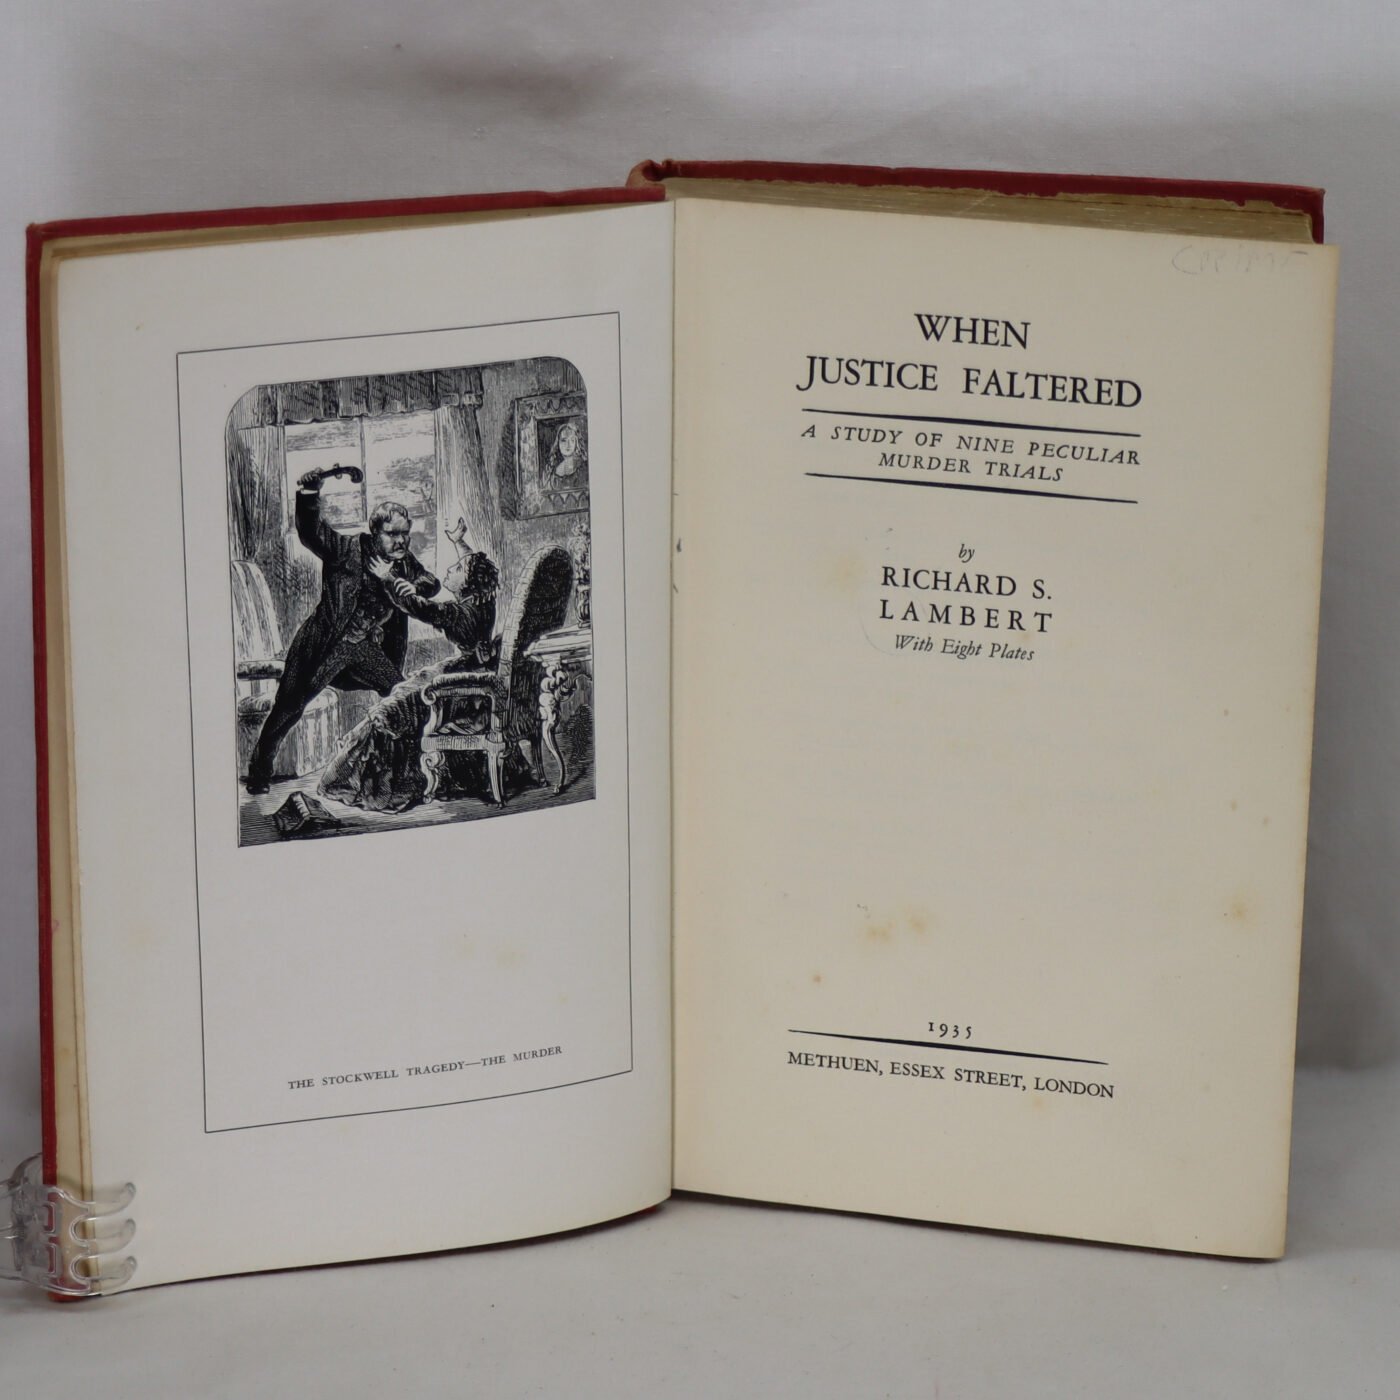 THE STOCKWELL TRAGEDY—THE MURDER
WHEN
JUSTICE FALTERED
A STUDY OF NINE PECULIAR
MURDER TRIALS
by
RICHARD S.
LAMBERT
With Eight Plates
1935
METHUEN, ESSEX STREET, LONDON